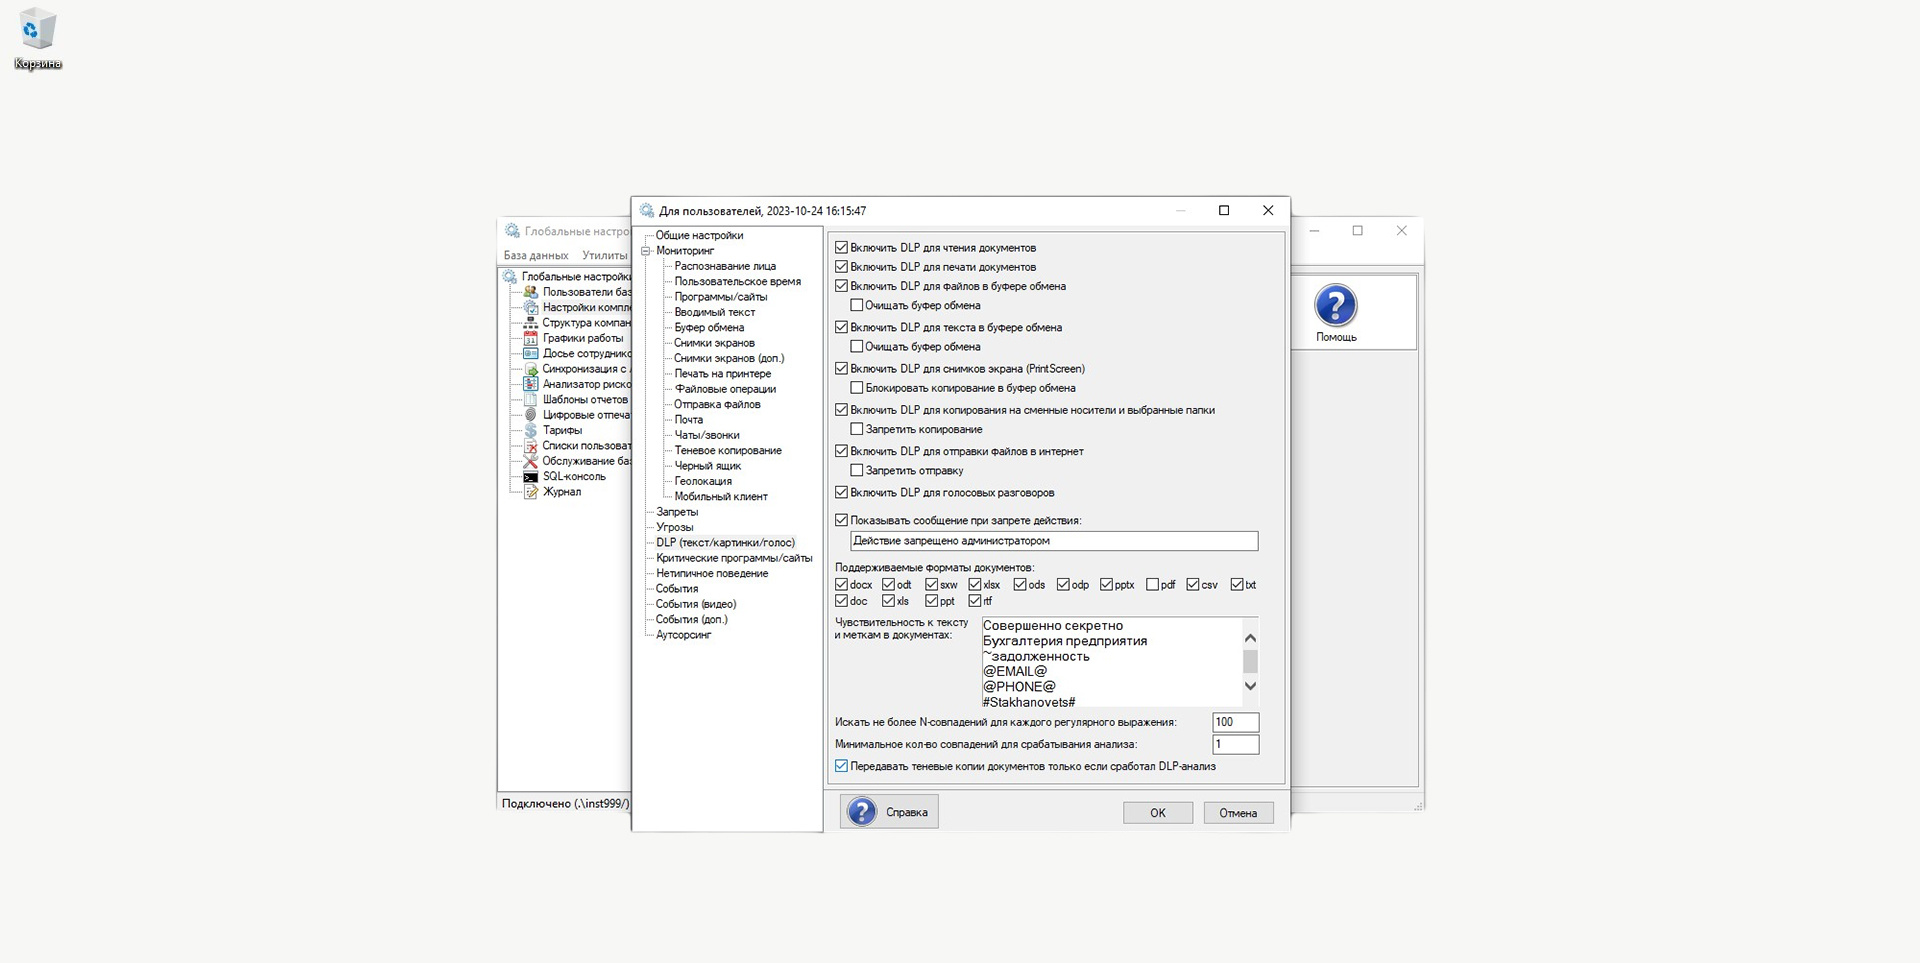 Корзина
Глобальные настро
База данных Утилиты
Глобальные настройки
Пользователи баз
Настройки компле
Структура компан
Графики работы
Досье сотруднико
Синхронизация с
Анализатор риско
Шаблоны отчетов
Цифровые отпеча
Тарифы
Списки пользоват
Обслуживание баз
SQL-консоль
Журнал
Подключено (.\inst999/)
Для пользователей, 2023-10-24 16:15:47
Общие настройки
Мониторинг
Распознавание лица
Пользовательское время
Программы/сайты
Вводимый текст
Буфер обмена
Снимки экранов
Снимки экранов (доп.)
Печать на принтере
Файловые операции
Отправка файлов
Почта
Чаты/звонки
Теневое копирование
Черный ящик
Геолокация
Мобильный клиент
Запреты
Угрозы
DLP (текст/картинки/голос)
Критические программы/сайты
Нетипичное поведение
События
События (видео)
События (доп.)
Аутсорсинг
Включить DLP для чтения документов
Включить DLP для печати документов
Включить DLP для файлов в буфере обмена
Очищать буфер обмена
Включить DLP для текста в буфере обмена
Очищать буфер обмена
Включить DLP для снимков экрана (PrintScreen)
Блокировать копирование в буфер обмена
Включить DLP для копирования на сменные носители и выбранные папки
Запретить копирование
Включить DLP для отправки файлов в интернет
Запретить отправку
Включить DLP для голосовых разговоров
Показывать сообщение при запрете действия:
Действие запрещено администратором
Поддерживаемые форматы документов:
docx odt sxw xlsx ods odp pptx pdf csv txt
doc xls ppt rtf
Чувствительность к тексту
и меткам в документах:
Совершенно секретно
Бухгалтерия предприятия
~задолженность
@EMAIL@
@PHONE@
#Stakhanovets#
Искать не более N-совпадений для каждого регулярного выражения: 100
Минимальное кол-во совпадений для срабатывания анализа: 1
Передавать теневые копии документов только если сработал DLP-анализ
Справка
OK
Отмена
Помощь